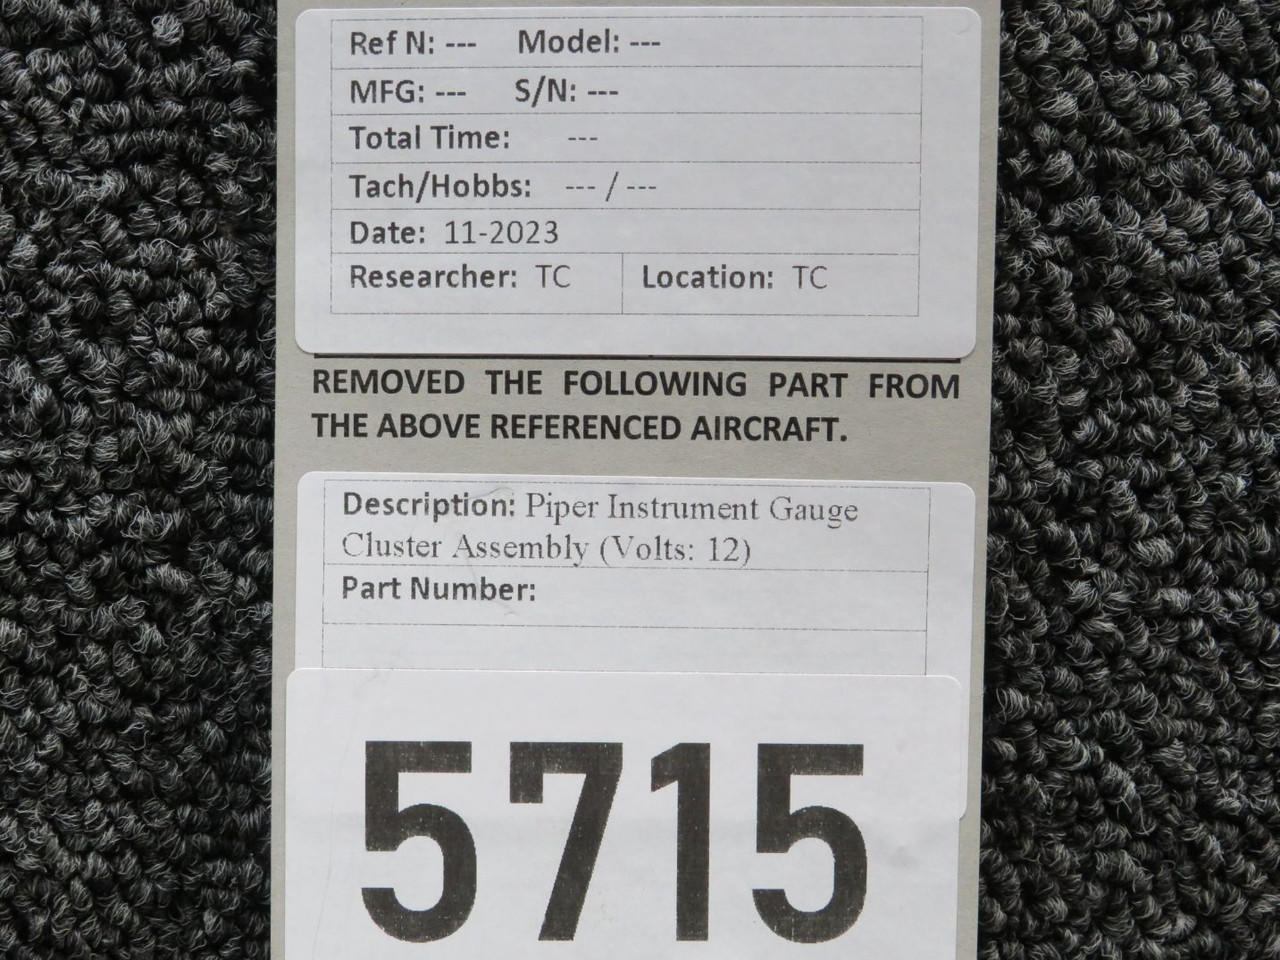 Ref N: --- Model: ---
MFG: --- S/N: ---
Total Time: ---
Tach/Hobbs: --- / ---
Date: 11-2023
Researcher: TC Location: TC
REMOVED THE FOLLOWING PART FROM
THE ABOVE REFERENCED AIRCRAFT.
Description: Piper Instrument Gauge
Cluster Assembly (Volts: 12)
Part Number:
5715